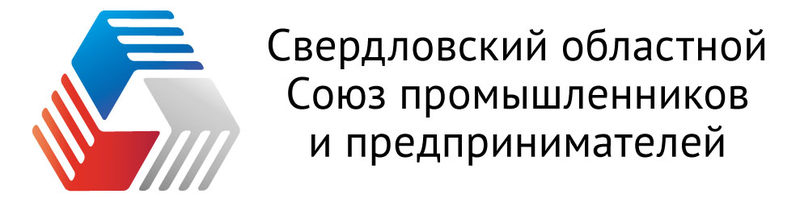 Свердловский областной
Союз промышленников
и предпринимателей